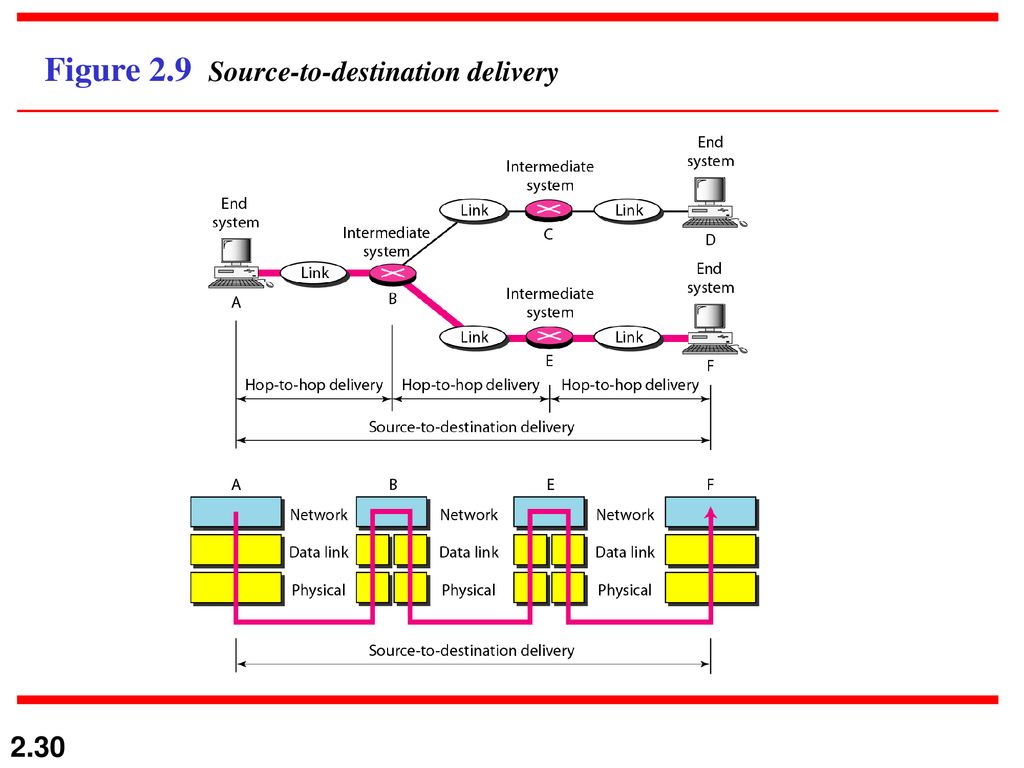 Figure 2.9 Source-to-destination delivery
End
system
Intermediate
system
Link
Link
C
D
End
system
Intermediate
system
Link
A
B
End
system
Intermediate
system
Link
Link
E
F
Hop-to-hop delivery Hop-to-hop delivery Hop-to-hop delivery
Source-to-destination delivery
A B E F
Network Network Network
Data link Data link Data link
Physical Physical Physical
Source-to-destination delivery
2.30